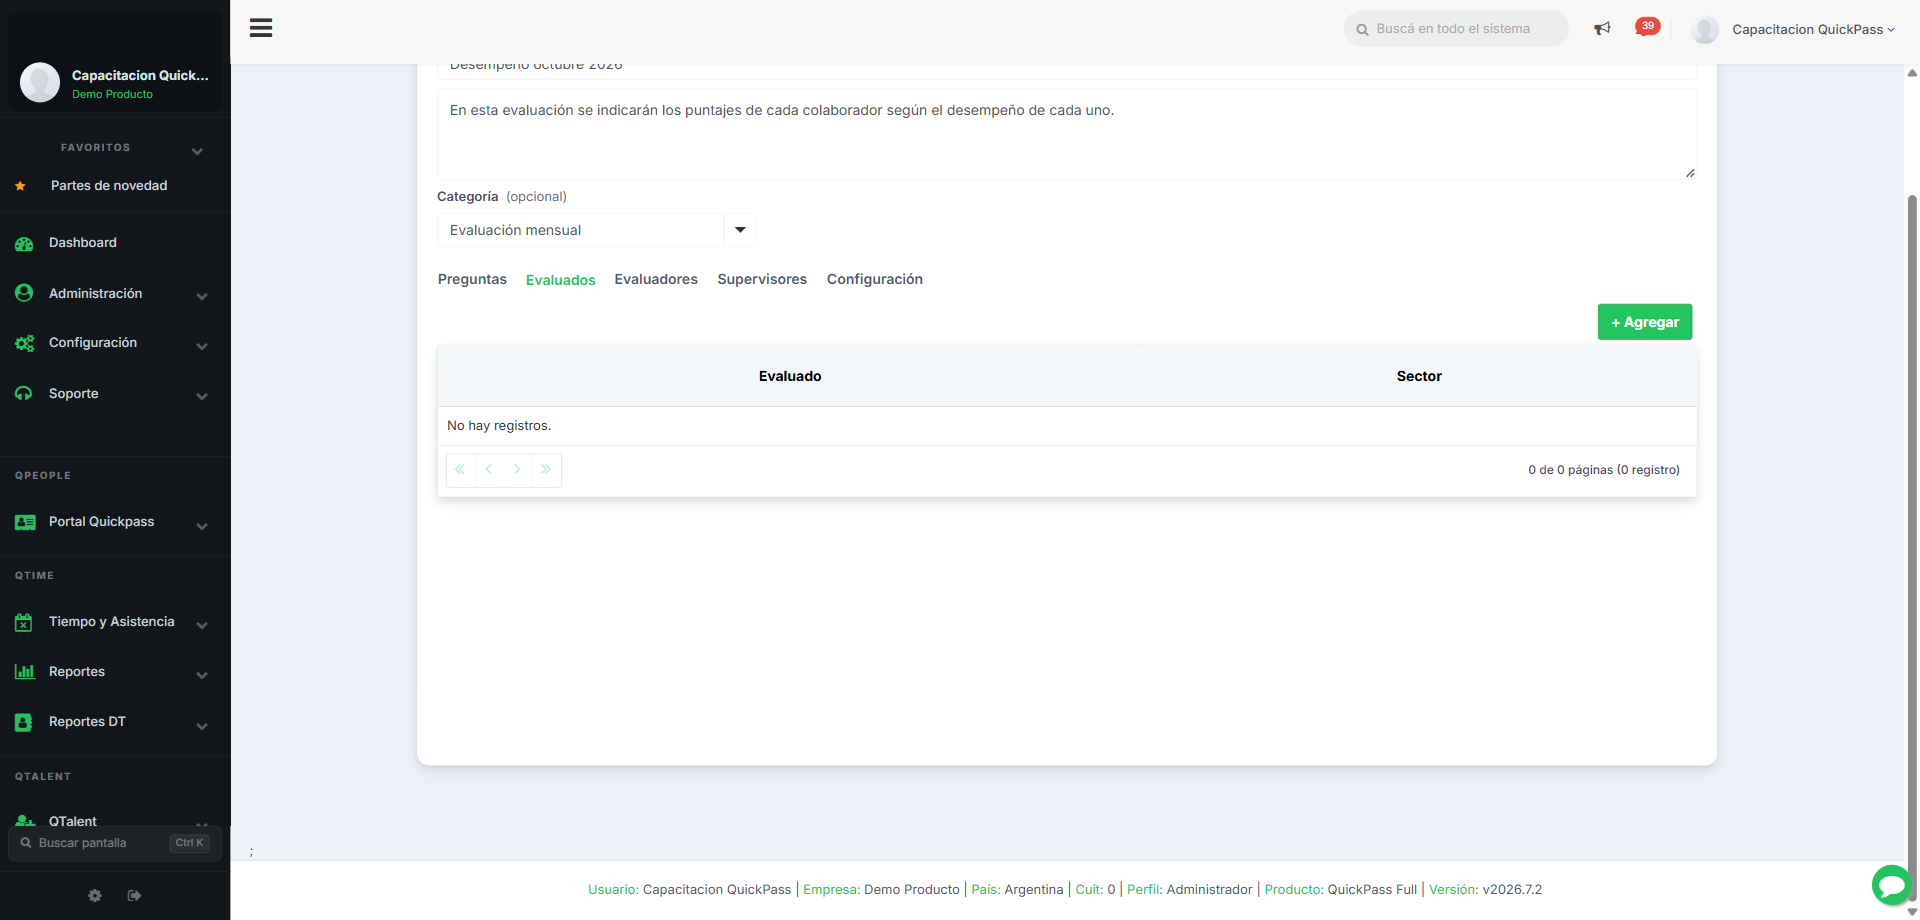 Capacitacion Quick...
Demo Producto
FAVORITOS
Partes de novedad
Dashboard
Administración
Configuración
Soporte
QPEOPLE
Portal Quickpass
QTIME
Tiempo y Asistencia
Reportes
Reportes DT
QTALENT
QTalent
Buscar pantalla Ctrl K
Buscá en todo el sistema
39
Capacitacion QuickPass
Desempeño octubre 2026
En esta evaluación se indicarán los puntajes de cada colaborador según el desempeño de cada uno.
Categoría (opcional)
Evaluación mensual
Preguntas Evaluados Evaluadores Supervisores Configuración
+ Agregar
Evaluado Sector
No hay registros.
0 de 0 páginas (0 registro)
;
Usuario: Capacitacion QuickPass | Empresa: Demo Producto | País: Argentina | Cuit: 0 | Perfil: Administrador | Producto: QuickPass Full | Versión: v2026.7.2